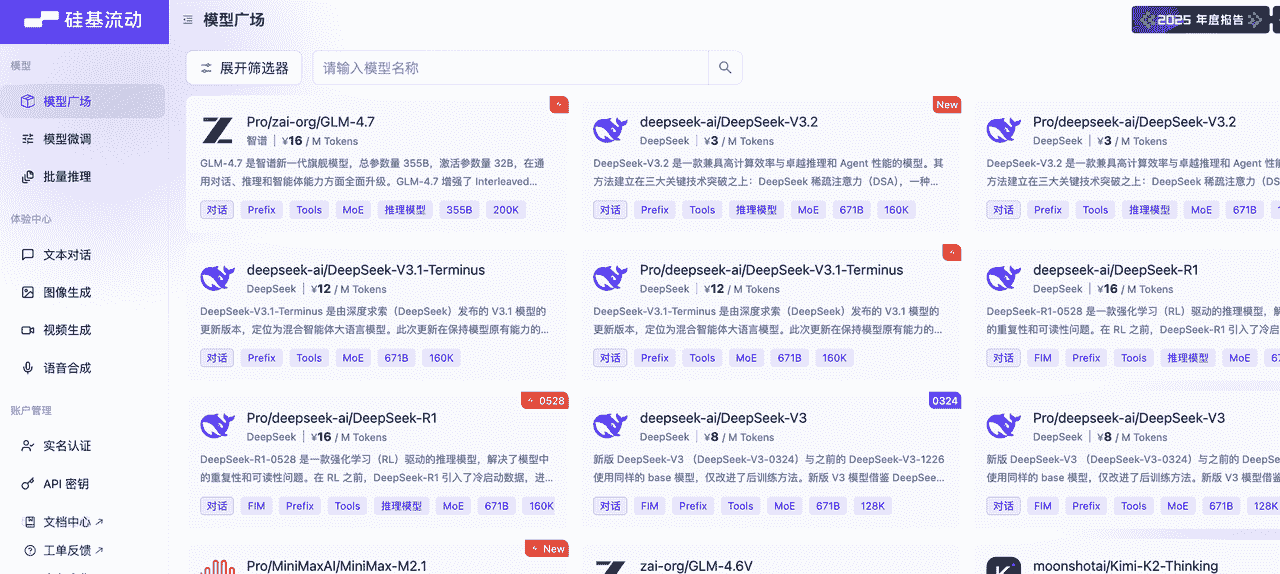 硅基流动
模型广场
2025 年度报告
模型
模型广场
模型微调
批量推理
体验中心
文本对话
图像生成
视频生成
语音合成
账户管理
实名认证
API 密钥
文档中心
工单反馈
展开筛选器
请输入模型名称
Pro/zai-org/GLM-4.7
智谱 | ¥16 / M Tokens
GLM-4.7 是智谱新一代旗舰模型，总参数量 355B，激活参数量 32B，在通
用对话、推理和智能体能力方面全面升级。GLM-4.7 增强了 Interleaved...
对话 Prefix Tools MoE 推理模型 355B 200K
New
deepseek-ai/DeepSeek-V3.2
DeepSeek | ¥3 / M Tokens
DeepSeek-V3.2 是一款兼具高计算效率与卓越推理和 Agent 性能的模型。其
方法建立在三大关键技术突破之上：DeepSeek 稀疏注意力（DSA），一种...
对话 Prefix Tools 推理模型 MoE 671B 160K
Pro/deepseek-ai/DeepSeek-V3.2
DeepSeek | ¥3 / M Tokens
DeepSeek-V3.2 是一款兼具高计算效率与卓越推理和 Agent 性
方法建立在三大关键技术突破之上：DeepSeek 稀疏注意力（
对话 Prefix Tools 推理模型 MoE 671B
deepseek-ai/DeepSeek-V3.1-Terminus
DeepSeek | ¥12 / M Tokens
DeepSeek-V3.1-Terminus 是由深度求索（DeepSeek）发布的 V3.1 模型的
更新版本，定位为混合智能体大语言模型。此次更新在保持模型原有能力的...
对话 Prefix Tools MoE 671B 160K
Pro/deepseek-ai/DeepSeek-V3.1-Terminus
DeepSeek | ¥12 / M Tokens
DeepSeek-V3.1-Terminus 是由深度求索（DeepSeek）发布的 V3.1 模型的
更新版本，定位为混合智能体大语言模型。此次更新在保持模型原有能力的...
对话 Prefix Tools MoE 671B 160K
deepseek-ai/DeepSeek-R1
DeepSeek | ¥16 / M Tokens
DeepSeek-R1-0528 是一款强化学习（RL）驱动的推理模型，解
的重复性和可读性问题。在 RL 之前，DeepSeek-R1 引入了冷启
对话 FIM Prefix Tools 推理模型 MoE
0528
Pro/deepseek-ai/DeepSeek-R1
DeepSeek | ¥16 / M Tokens
DeepSeek-R1-0528 是一款强化学习（RL）驱动的推理模型，解决了模型中
的重复性和可读性问题。在 RL 之前，DeepSeek-R1 引入了冷启动数据，进...
对话 FIM Prefix Tools 推理模型 MoE 671B 160K
0324
deepseek-ai/DeepSeek-V3
DeepSeek | ¥8 / M Tokens
新版 DeepSeek-V3 （DeepSeek-V3-0324）与之前的 DeepSeek-V3-1226
使用同样的 base 模型，仅改进了后训练方法。新版 V3 模型借鉴 DeepSee...
对话 FIM Prefix Tools MoE 671B 128K
Pro/deepseek-ai/DeepSeek-V3
DeepSeek | ¥8 / M Tokens
新版 DeepSeek-V3 （DeepSeek-V3-0324）与之前的 DeepS
使用同样的 base 模型，仅改进了后训练方法。新版 V3 模型借
对话 FIM Prefix Tools MoE 671B 128K
New
Pro/MiniMaxAI/MiniMax-M2.1
zai-org/GLM-4.6V
moonshotai/Kimi-K2-Thinking